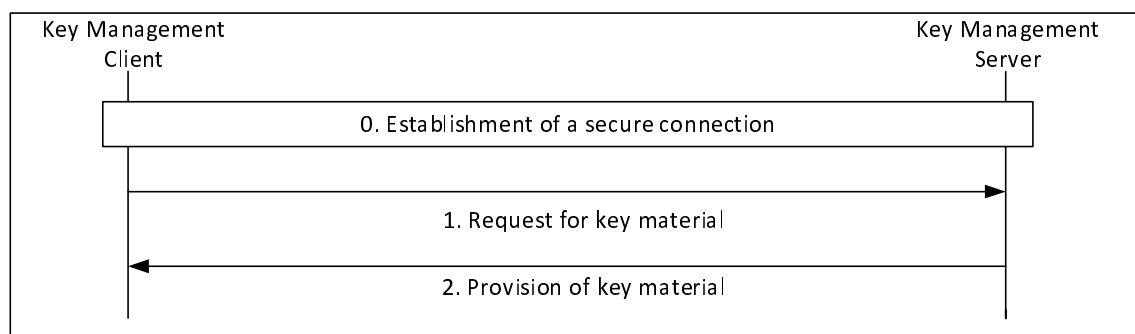 Key Management
Client
Key Management
Server
0. Establishment of a secure connection
1. Request for key material
2. Provision of key material